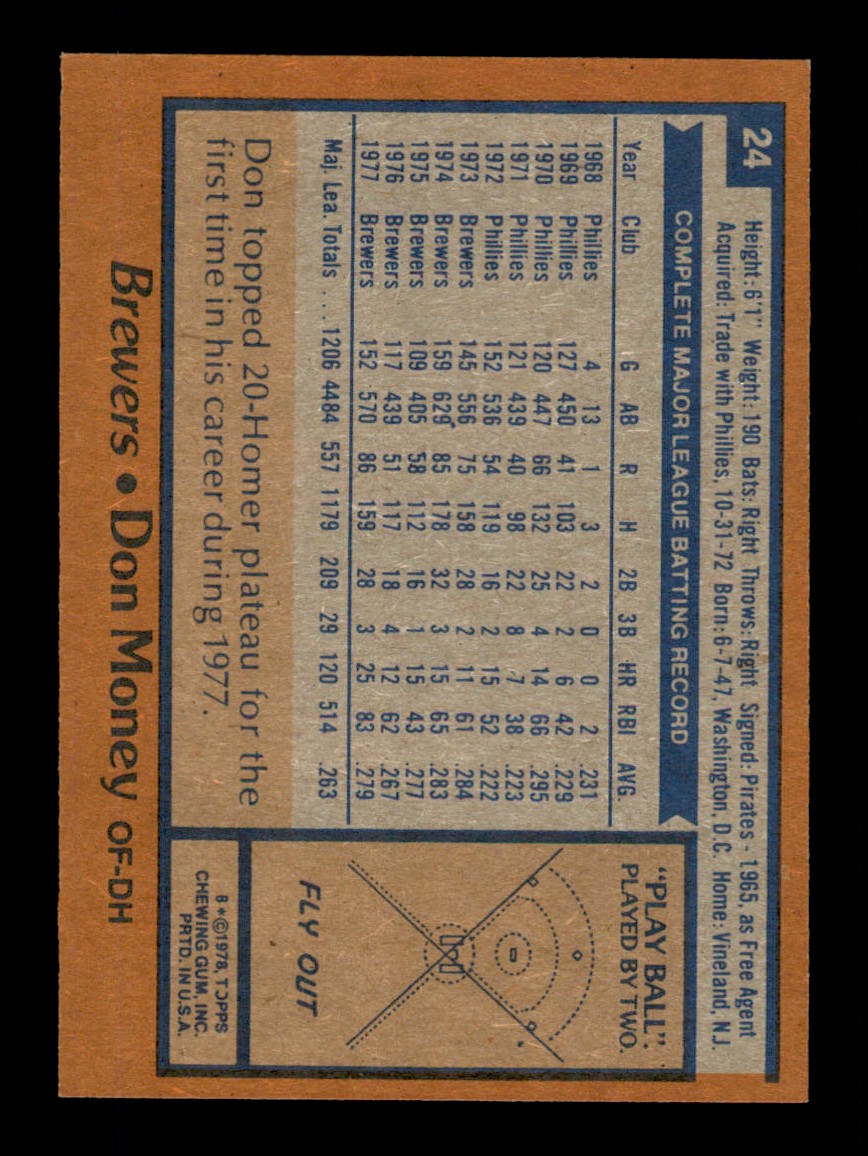 24
Height: 6'1" Weight: 190 Bats: Right Throws: Right Signed: Pirates - 1965, as Free Agent
Acquired: Trade with Phillies, 10-31-72 Born: 6-7-47, Washington, D.C. Home: Vineland, N.J.
COMPLETE MAJOR LEAGUE BATTING RECORD
Year Club G AB R H 2B 3B HR RBI AVG.
1968 Phillies 4 13 1 3 2 0 0 2 .231
1969 Phillies 127 450 41 103 22 2 6 42 .229
1970 Phillies 120 447 66 132 25 4 14 66 .295
1971 Phillies 121 439 40 98 22 8 7 38 .223
1972 Phillies 152 536 54 119 16 2 15 52 .222
1973 Brewers 145 556 75 158 28 2 11 61 .284
1974 Brewers 159 629 85 178 32 3 15 65 .283
1975 Brewers 109 405 58 112 16 1 15 43 .277
1976 Brewers 117 439 51 117 18 4 12 62 .267
1977 Brewers 152 570 86 159 28 3 25 83 .279
Maj. Lea. Totals . . . 1206 4484 557 1179 209 29 120 514 .263
Don topped 20-Homer plateau for the
first time in his career during 1977.
"PLAY BALL":
PLAYED BY TWO.
FLY OUT
B*©1978, TOPPS
CHEWING GUM, INC.
PRTD. IN U.S.A.
Brewers • Don Money OF-DH